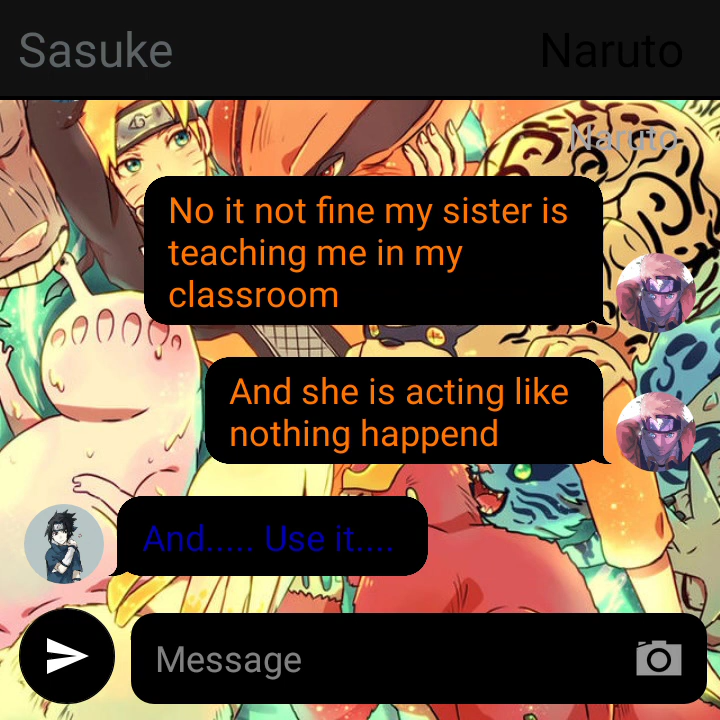 Sasuke
Naruto
Naruto
No it not fine my sister is
teaching me in my
classroom
And she is acting like
nothing happend
And..... Use it....
Message